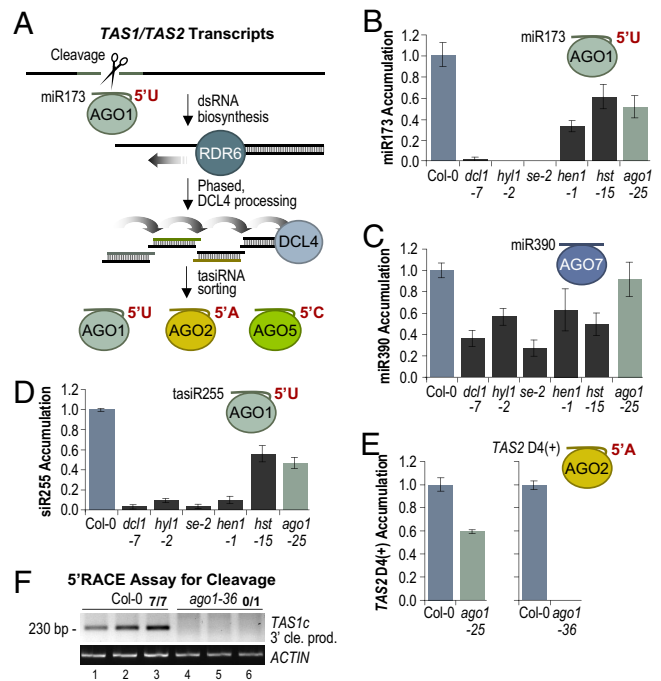 A
TAS1/TAS2 Transcripts
Cleavage
miR173
5'U
AGO1
dsRNA
biosynthesis
RDR6
Phased,
DCL4 processing
DCL4
tasiRNA
sorting
5'U
5'A
5'C
AGO1
AGO2
AGO5
B
miR173 Accumulation
1.2
1.0
0.8
0.6
0.4
0.2
0.0
miR173
5'U
AGO1
Col-0 dcl1 hyl1 se-2 hen1 hst ago1
-7 -2 -1 -15 -25
C
miR390 Accumulation
1.2
1.0
0.8
0.6
0.4
0.2
0.0
miR390
AGO7
Col-0 dcl1 hyl1 se-2 hen1 hst ago1
-7 -2 -1 -15 -25
D
siR255 Accumulation
1.2
1.0
0.8
0.6
0.4
0.2
0.0
tasiR255
5'U
AGO1
Col-0 dcl1 hyl1 se-2 hen1 hst ago1
-7 -2 -1 -15 -25
E
TAS2 D4(+) Accumulation
1.2
1.0
0.8
0.6
0.4
0.2
0.0
TAS2 D4(+)
5'A
AGO2
Col-0 ago1
-25
Col-0 ago1
-36
F
5'RACE Assay for Cleavage
Col-0 7/7 ago1-36 0/1
230 bp -
TAS1c
3' cle. prod.
ACTIN
1 2 3 4 5 6